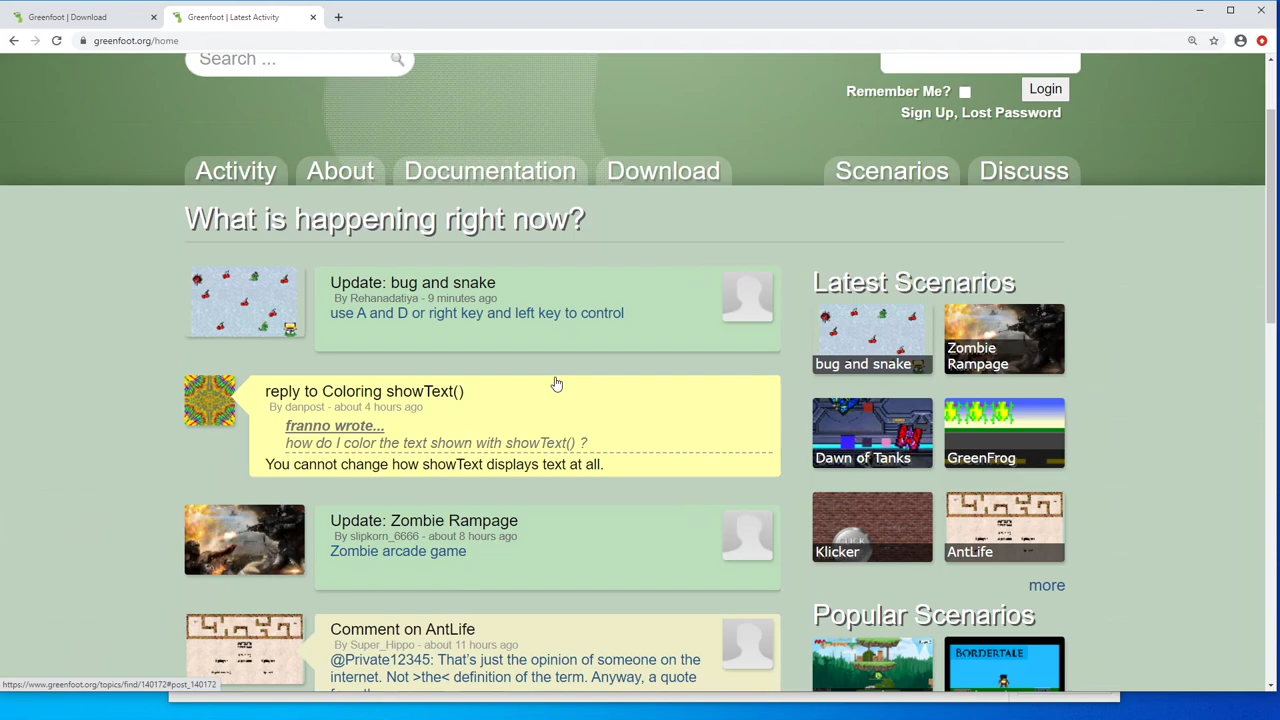 Greenfoot | Download
Greenfoot | Latest Activity
greenfoot.org/home
Search ...
Remember Me?
Login
Sign Up, Lost Password
Activity
About
Documentation
Download
Scenarios
Discuss
What is happening right now?
Update: bug and snake
By Rehanadatiya - 9 minutes ago
use A and D or right key and left key to control
reply to Coloring showText()
By danpost - about 4 hours ago
franno wrote...
how do I color the text shown with showText() ?
You cannot change how showText displays text at all.
Update: Zombie Rampage
By slipkorn_6666 - about 8 hours ago
Zombie arcade game
Comment on AntLife
By Super_Hippo - about 11 hours ago
@Private12345: That's just the opinion of someone on the
internet. Not >the< definition of the term. Anyway, a quote
Latest Scenarios
bug and snake
Zombie
Rampage
Dawn of Tanks
GreenFrog
Klicker
AntLife
more
Popular Scenarios
BORDERTALE
https://www.greenfoot.org/topics/find/140172#post_140172